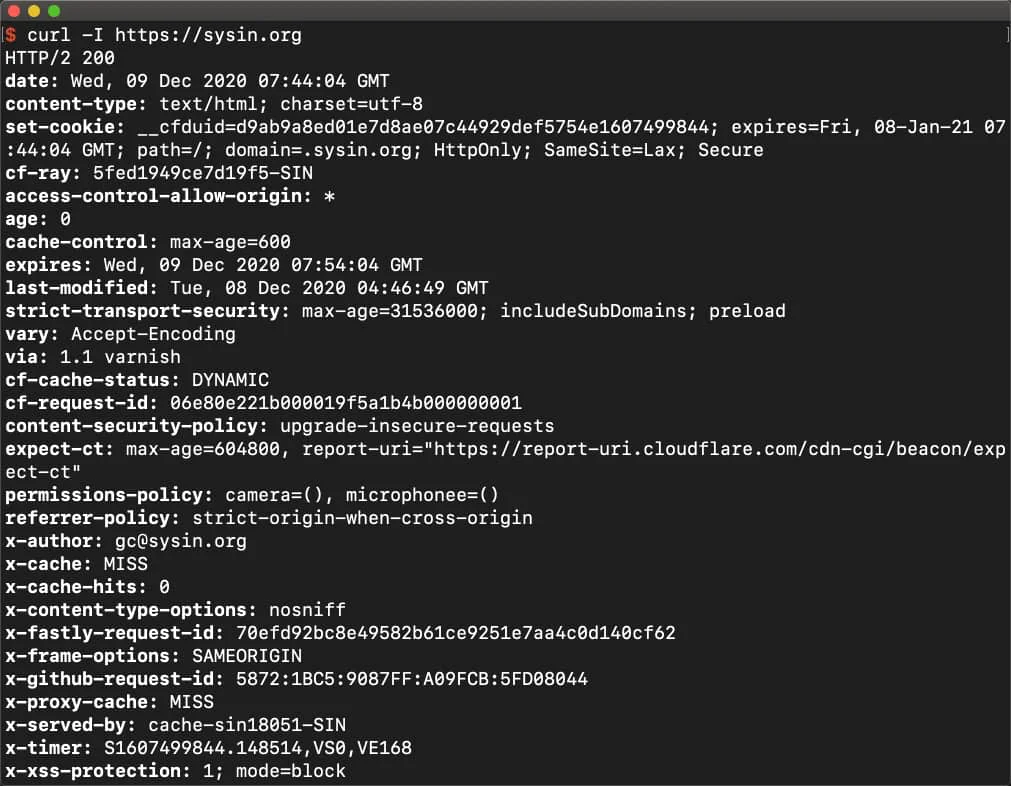 $ curl -I https://sysin.org
HTTP/2 200
date: Wed, 09 Dec 2020 07:44:04 GMT
content-type: text/html; charset=utf-8
set-cookie: __cfduid=d9ab9a8ed01e7d8ae07c44929def5754e1607499844; expires=Fri, 08-Jan-21 07
:44:04 GMT; path=/; domain=.sysin.org; HttpOnly; SameSite=Lax; Secure
cf-ray: 5fed1949ce7d19f5-SIN
access-control-allow-origin: *
age: 0
cache-control: max-age=600
expires: Wed, 09 Dec 2020 07:54:04 GMT
last-modified: Tue, 08 Dec 2020 04:46:49 GMT
strict-transport-security: max-age=31536000; includeSubDomains; preload
vary: Accept-Encoding
via: 1.1 varnish
cf-cache-status: DYNAMIC
cf-request-id: 06e80e221b000019f5a1b4b000000001
content-security-policy: upgrade-insecure-requests
expect-ct: max-age=604800, report-uri="https://report-uri.cloudflare.com/cdn-cgi/beacon/exp
ect-ct"
permissions-policy: camera=(), microphonee=()
referrer-policy: strict-origin-when-cross-origin
x-author: gc@sysin.org
x-cache: MISS
x-cache-hits: 0
x-content-type-options: nosniff
x-fastly-request-id: 70efd92bc8e49582b61ce9251e7aa4c0d140cf62
x-frame-options: SAMEORIGIN
x-github-request-id: 5872:1BC5:9087FF:A09FCB:5FD08044
x-proxy-cache: MISS
x-served-by: cache-sin18051-SIN
x-timer: S1607499844.148514,VS0,VE168
x-xss-protection: 1; mode=block